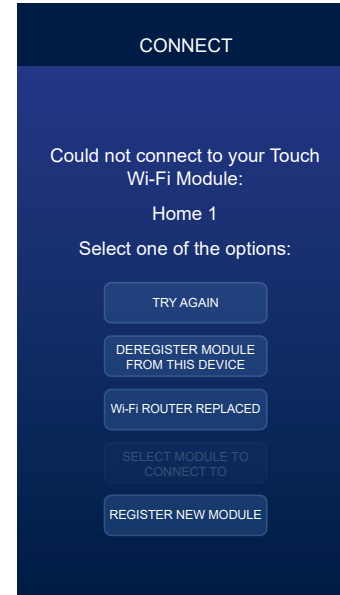 CONNECT
Could not connect to your Touch
Wi-Fi Module:
Home 1
Select one of the options:
TRY AGAIN
DEREGISTER MODULE
FROM THIS DEVICE
Wi-Fi ROUTER REPLACED
SELECT MODULE TO
CONNECT TO
REGISTER NEW MODULE